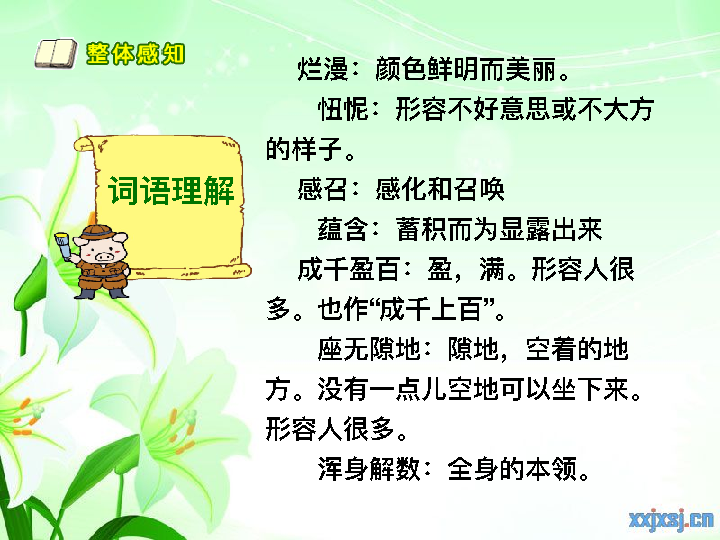 整体感知
词语理解
烂漫：颜色鲜明而美丽。
忸怩：形容不好意思或不大方
的样子。
感召：感化和召唤
蕴含：蓄积而为显露出来
成千盈百：盈，满。形容人很
多。也作“成千上百”。
座无隙地：隙地，空着的地
方。没有一点儿空地可以坐下来。
形容人很多。
浑身解数：全身的本领。
xxjxsj.cn